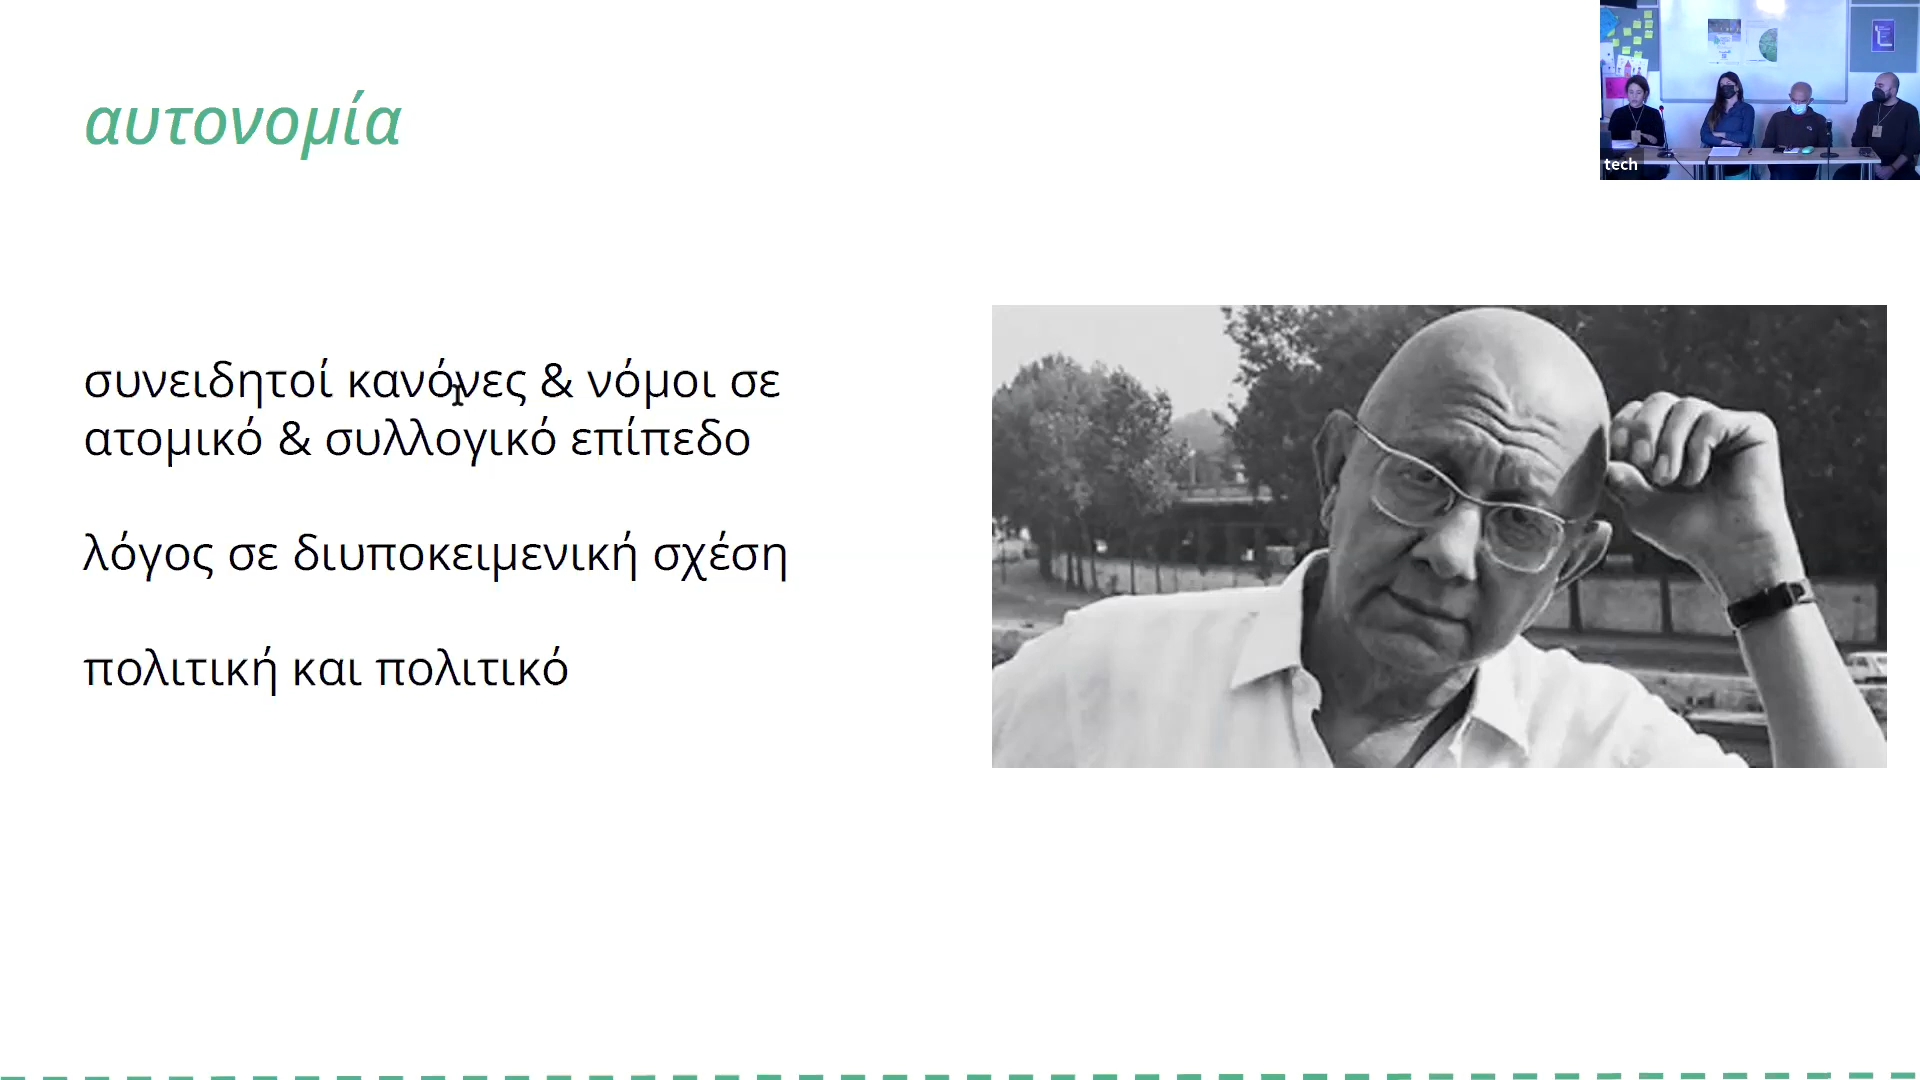 αυτονομία
συνειδητοί κανόνες & νόμοι σε
ατομικό & συλλογικό επίπεδο
λόγος σε διυποκειμενική σχέση
πολιτική και πολιτικό
tech